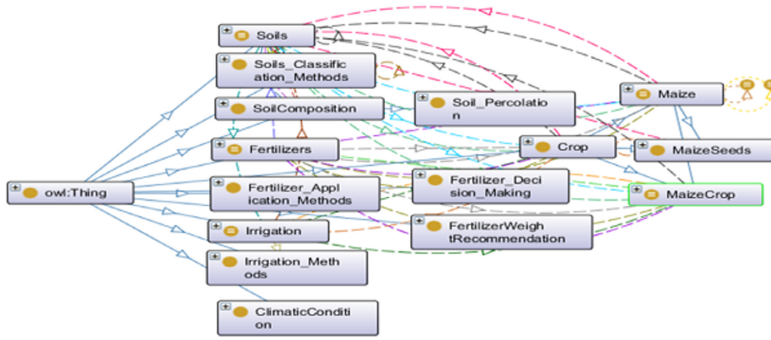 Soils
Soils_Classific
ation_Methods
SoilComposition
Soil_Percolatio
n
Maize
Fertilizers
Crop
MaizeSeeds
owl:Thing
Fertilizer_Appl
ication_Methods
Fertilizer_Deci
sion_Making
MaizeCrop
Irrigation
FertilizerWeigh
tRecommendation
Irrigation_Meth
ods
ClimaticConditi
on